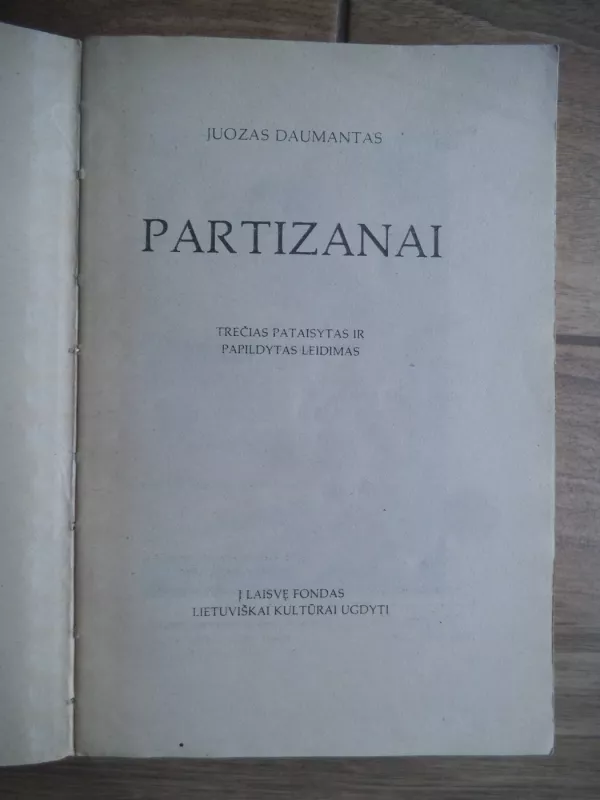 JUOZAS DAUMANTAS
PARTIZANAI
TREČIAS PATAISYTAS IR
PAPILDYTAS LEIDIMAS
Į LAISVĘ FONDAS
LIETUVIŠKAI KULTŪRAI UGDYTI